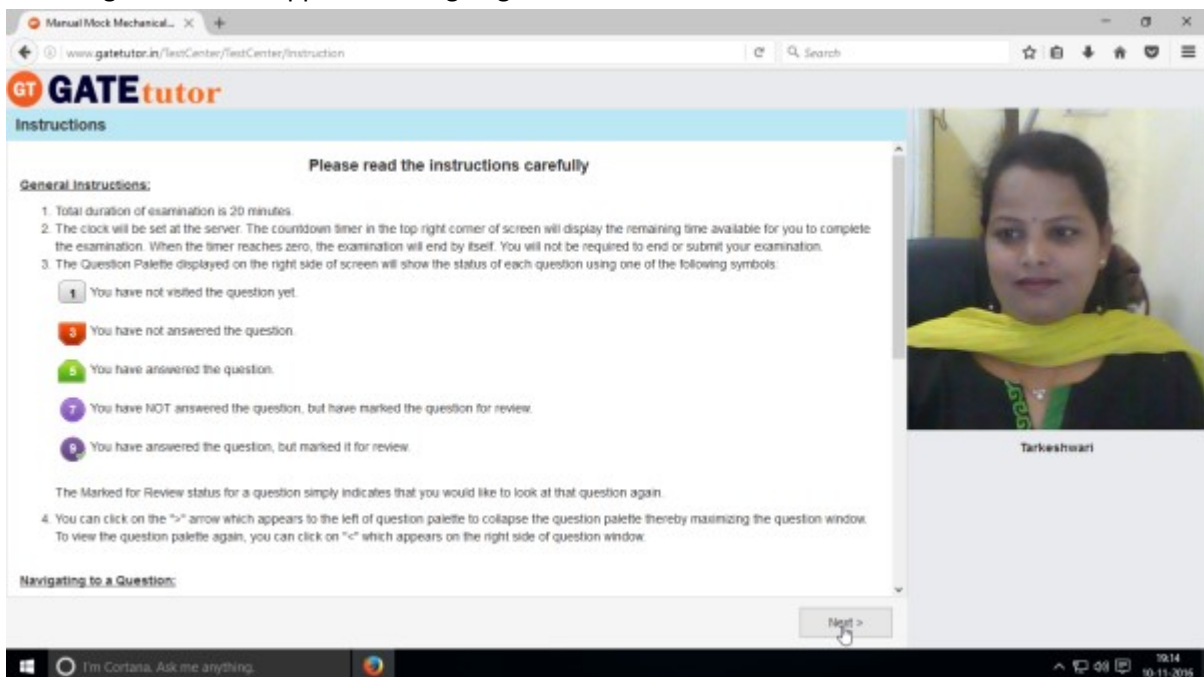 Manual Mock Mechanical...
www.gatetutor.in/TestCenter/TestCenter/Instruction
Search
GT GATEtutor
Instructions
Please read the instructions carefully
General Instructions:
1. Total duration of examination is 20 minutes.
2. The clock will be set at the server. The countdown timer in the top right corner of screen will display the remaining time available for you to complete
the examination. When the timer reaches zero, the examination will end by itself. You will not be required to end or submit your examination.
3. The Question Palette displayed on the right side of screen will show the status of each question using one of the following symbols:
1 You have not visited the question yet.
3 You have not answered the question.
5 You have answered the question.
7 You have NOT answered the question, but have marked the question for review.
9 You have answered the question, but marked it for review.
The Marked for Review status for a question simply indicates that you would like to look at that question again.
4. You can click on the ">" arrow which appears to the left of question palette to collapse the question palette thereby maximizing the question window.
To view the question palette again, you can click on "<" which appears on the right side of question window.
Navigating to a Question:
Next >
Tarkeshwari
I'm Cortana. Ask me anything.
19:14
10-11-2016